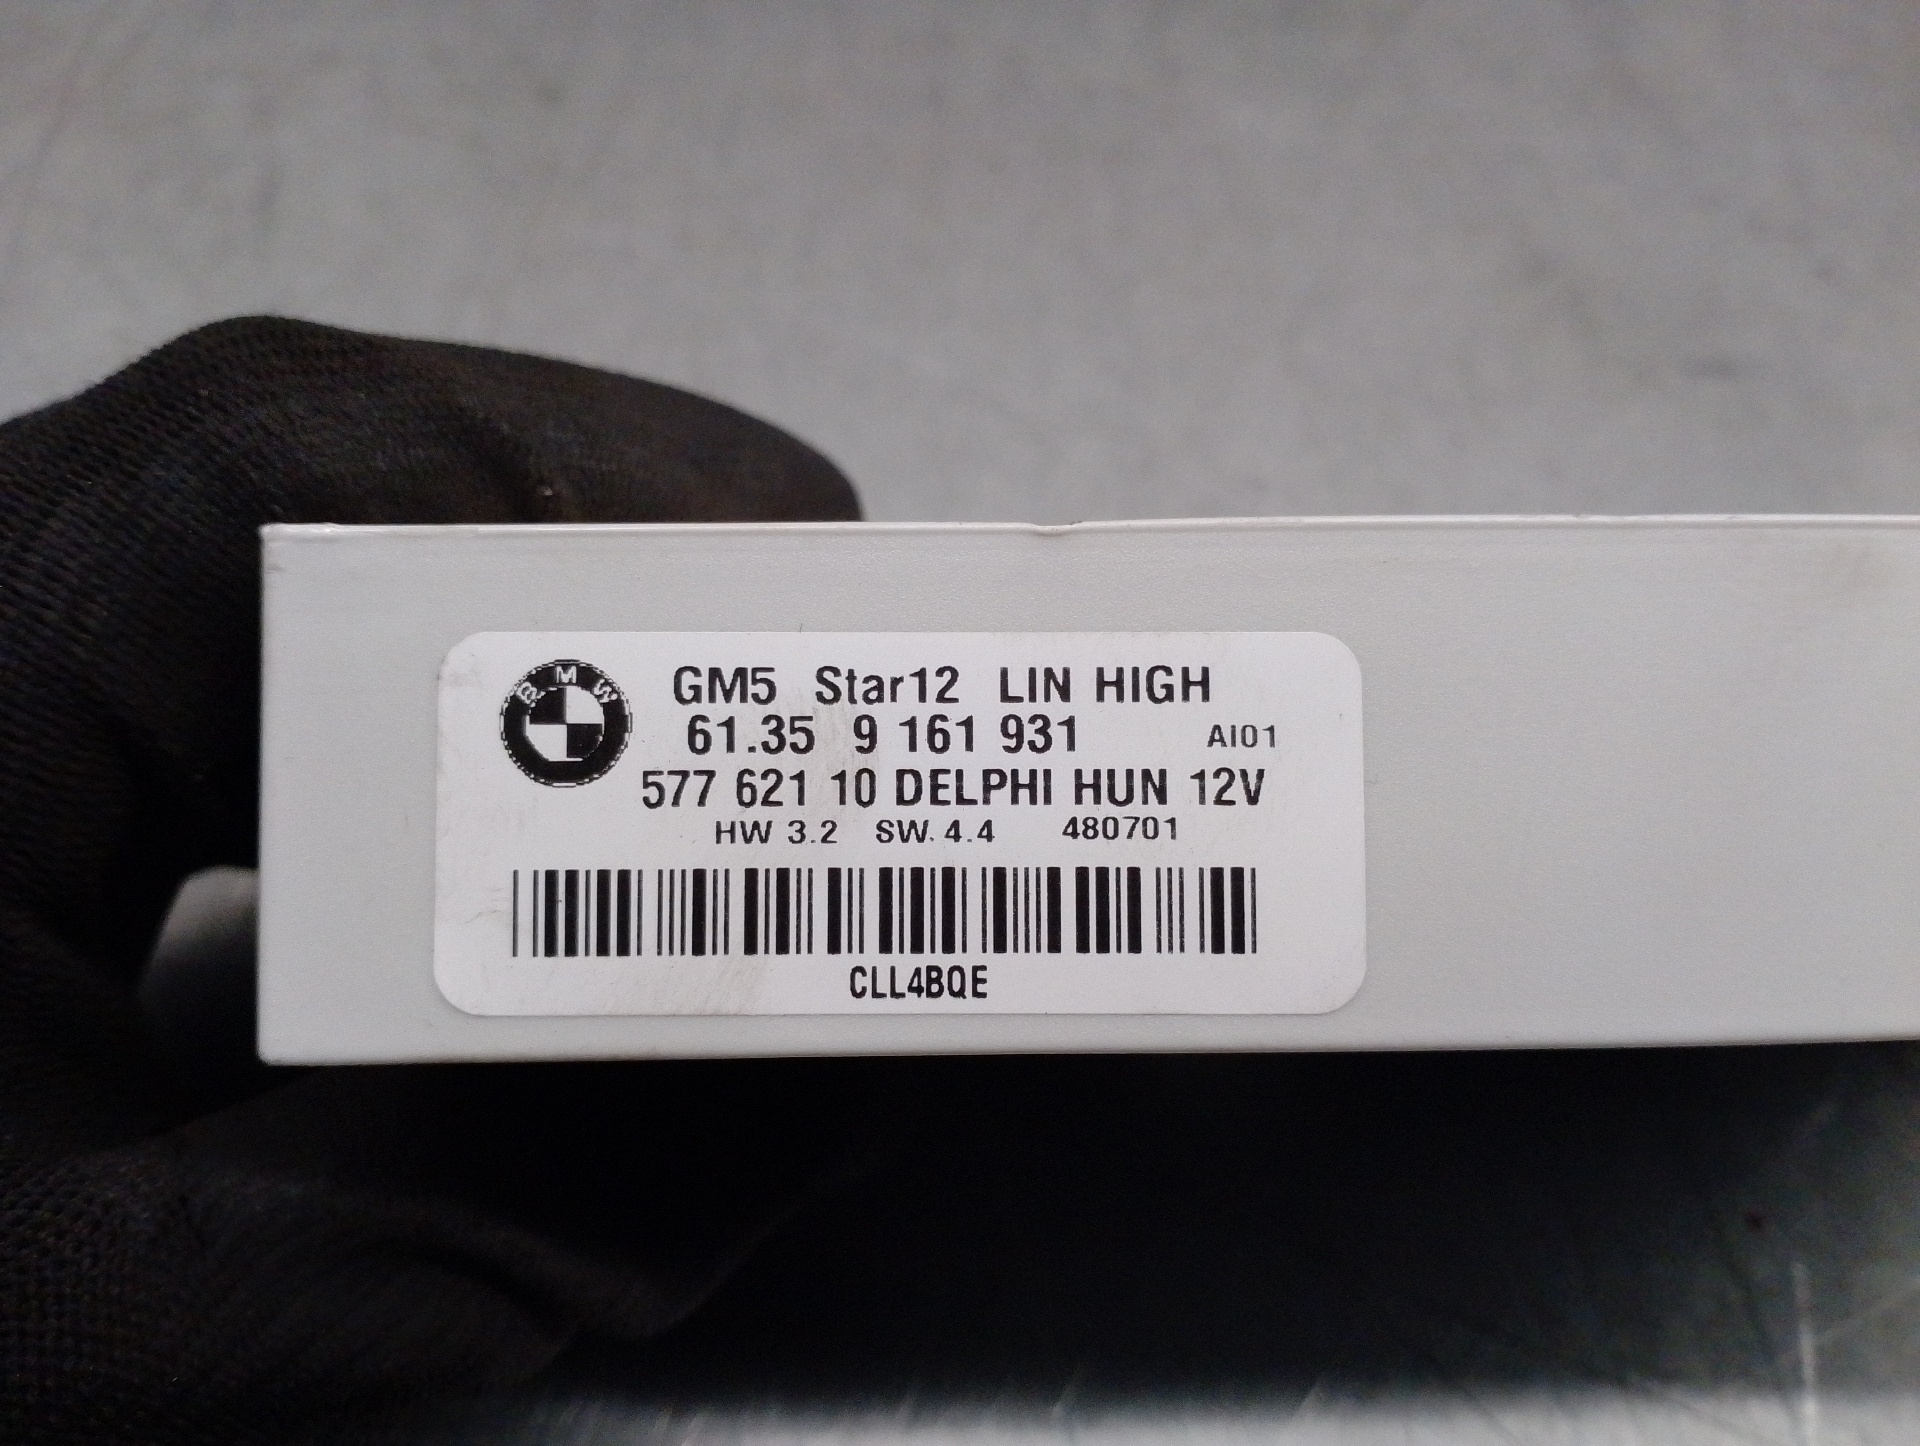 BMW
GM5 Star12 LIN HIGH
61.35 9 161 931 AI01
577 621 10 DELPHI HUN 12V
HW 3.2 SW. 4.4 480701
CLL4BQE